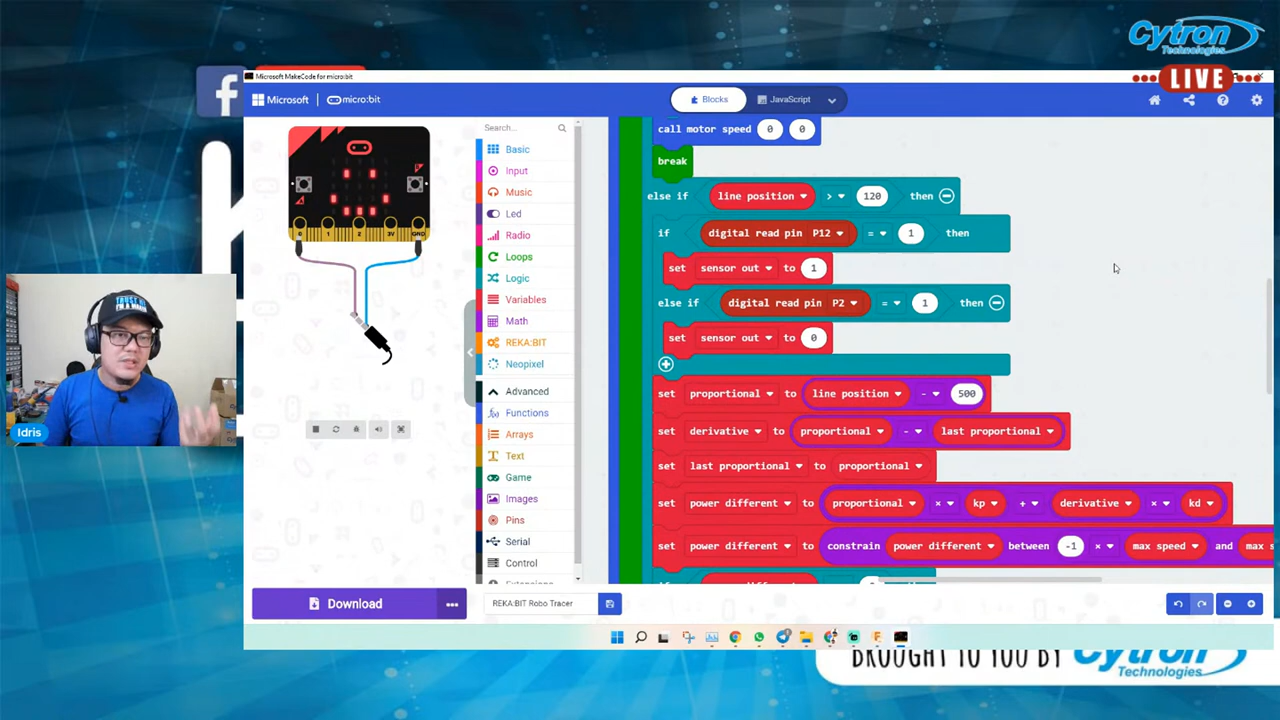 Cytron
Technologies
LIVE
f
Microsoft MakeCode for micro:bit
Microsoft
micro:bit
Blocks
JavaScript
Search...
Basic
Input
Music
Led
Radio
Loops
Logic
Variables
Math
REKA:BIT
Neopixel
Advanced
Functions
Arrays
Text
Game
Images
Pins
Serial
Control
Extensions
0 1 2 3V GND
call motor speed 0 0
break
else if line position > 120 then
if digital read pin P12 = 1 then
set sensor out to 1
else if digital read pin P2 = 1 then
set sensor out to 0
set proportional to line position - 500
set derivative to proportional - last proportional
set last proportional to proportional
set power different to proportional × kp + derivative × kd
set power different to constrain power different between -1 × max speed and max s
Idris
Download
REKA:BIT Robo Tracer
BROUGHT TO YOU BY
Cytron
Technologies